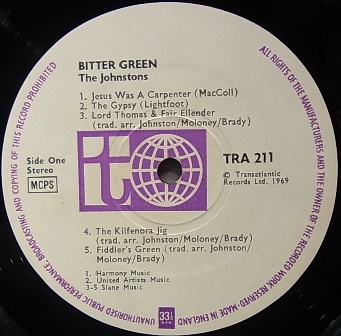 BITTER GREEN
The Johnstons
1. Jesus Was A Carpenter (MacColl)
2. The Gypsy (Lightfoot)
3. Lord Thomas & Fair Ellender
(trad. arr. Johnston/Moloney/Brady)
Side One
Stereo
MCPS
it
TRA 211
© Transatlantic
Records Ltd. 1969
4. The Kilfenora Jig
(trad. arr. Johnston/Moloney/Brady)
5. Fiddler's Green (trad. arr. Johnston/
Moloney/Brady)
1. Harmony Music
2. United Artists Music
3-5 Slane Music
33⅓
ALL RIGHTS OF THE MANUFACTURERS AND THE OWNER OF THE RECORDED WORK RESERVED-MADE IN ENGLAND
UNAUTHORISED PUBLIC PERFORMANCE, BROADCASTING AND COPYING OF THIS RECORD PROHIBITED